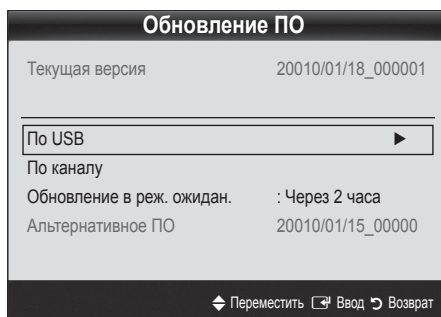 Обновление ПО
Текущая версия 20010/01/18_000001
По USB
По каналу
Обновление в реж. ожидан. : Через 2 часа
Альтернативное ПО 20010/01/15_00000
Переместить Ввод Возврат